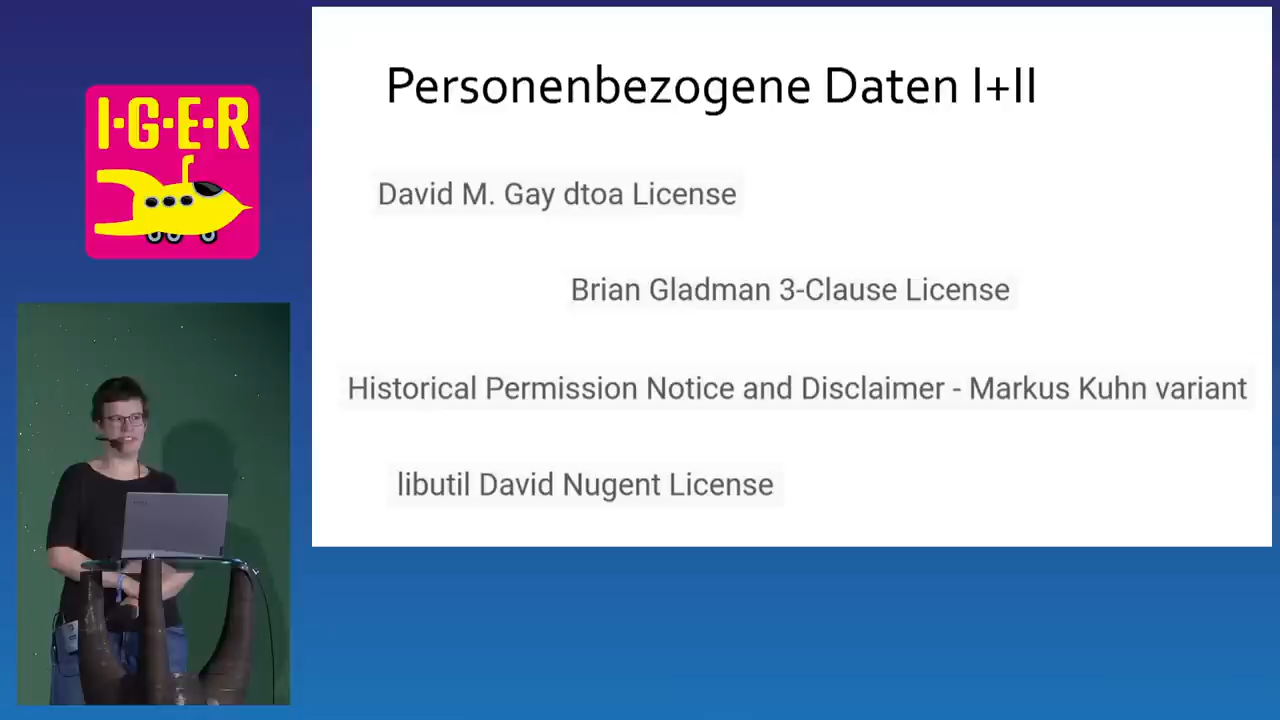 I·G·E·R
Personenbezogene Daten I+II
David M. Gay dtoa License
Brian Gladman 3-Clause License
Historical Permission Notice and Disclaimer - Markus Kuhn variant
libutil David Nugent License